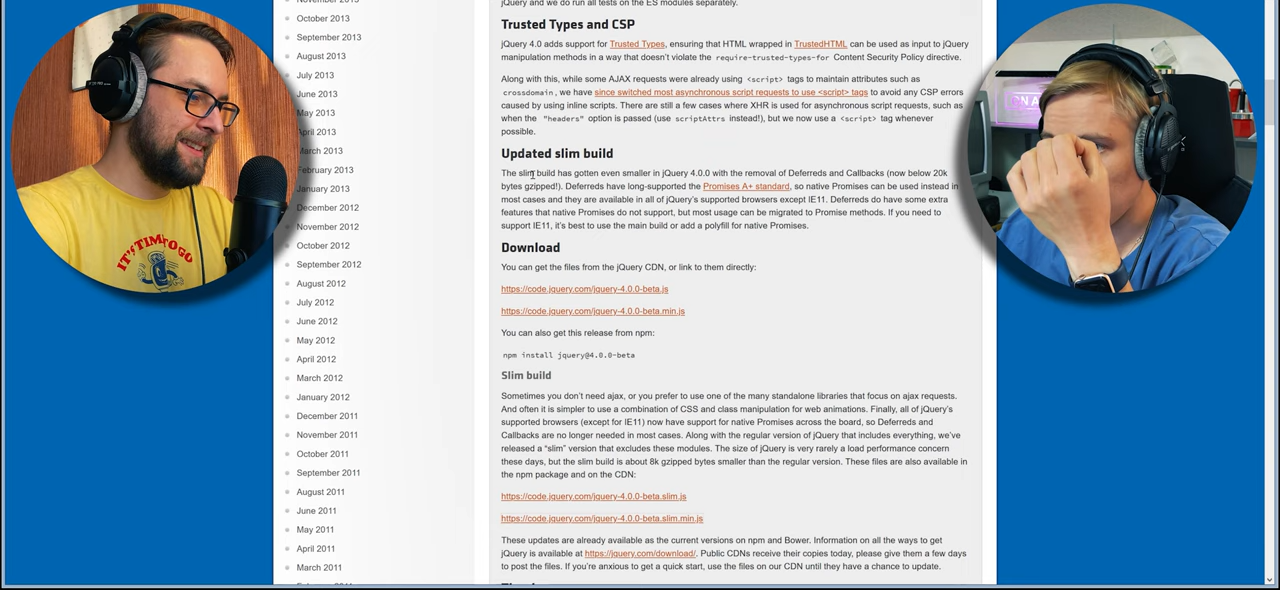 jQuery and we do run all tests on the ES modules separately.
Trusted Types and CSP
jQuery 4.0 adds support for Trusted Types, ensuring that HTML wrapped in TrustedHTML can be used as input to jQuery
manipulation methods in a way that doesn't violate the require-trusted-types-for Content Security Policy directive.
Along with this, while some AJAX requests were already using <script> tags to maintain attributes such as
crossdomain, we have since switched most asynchronous script requests to use <script> tags to avoid any CSP errors
caused by using inline scripts. There are still a few cases where XHR is used for asynchronous script requests, such as
when the "headers" option is passed (use scriptAttrs instead!), but we now use a <script> tag whenever
possible.
Updated slim build
The slim build has gotten even smaller in jQuery 4.0.0 with the removal of Deferreds and Callbacks (now below 20k
bytes gzipped!). Deferreds have long-supported the Promises A+ standard, so native Promises can be used instead in
most cases and they are available in all of jQuery's supported browsers except IE11. Deferreds do have some extra
features that native Promises do not support, but most usage can be migrated to Promise methods. If you need to
support IE11, it's best to use the main build or add a polyfill for native Promises.
Download
You can get the files from the jQuery CDN, or link to them directly:
https://code.jquery.com/jquery-4.0.0-beta.js
https://code.jquery.com/jquery-4.0.0-beta.min.js
You can also get this release from npm:
npm install jquery@4.0.0-beta
Slim build
Sometimes you don't need ajax, or you prefer to use one of the many standalone libraries that focus on ajax requests.
And often it is simpler to use a combination of CSS and class manipulation for web animations. Finally, all of jQuery's
supported browsers (except for IE11) now have support for native Promises across the board, so Deferreds and
Callbacks are no longer needed in most cases. Along with the regular version of jQuery that includes everything, we've
released a "slim" version that excludes these modules. The size of jQuery is very rarely a load performance concern
these days, but the slim build is about 8k gzipped bytes smaller than the regular version. These files are also available in
the npm package and on the CDN:
https://code.jquery.com/jquery-4.0.0-beta.slim.js
https://code.jquery.com/jquery-4.0.0-beta.slim.min.js
These updates are already available as the current versions on npm and Bower. Information on all the ways to get
jQuery is available at https://jquery.com/download/. Public CDNs receive their copies today, please give them a few days
to post the files. If you're anxious to get a quick start, use the files on our CDN until they have a chance to update.
October 2013
September 2013
August 2013
July 2013
June 2013
May 2013
April 2013
March 2013
February 2013
January 2013
December 2012
November 2012
October 2012
September 2012
August 2012
July 2012
June 2012
May 2012
April 2012
March 2012
January 2012
December 2011
November 2011
October 2011
September 2011
August 2011
June 2011
May 2011
April 2011
March 2011
IT'S TIME TO GO
ON A